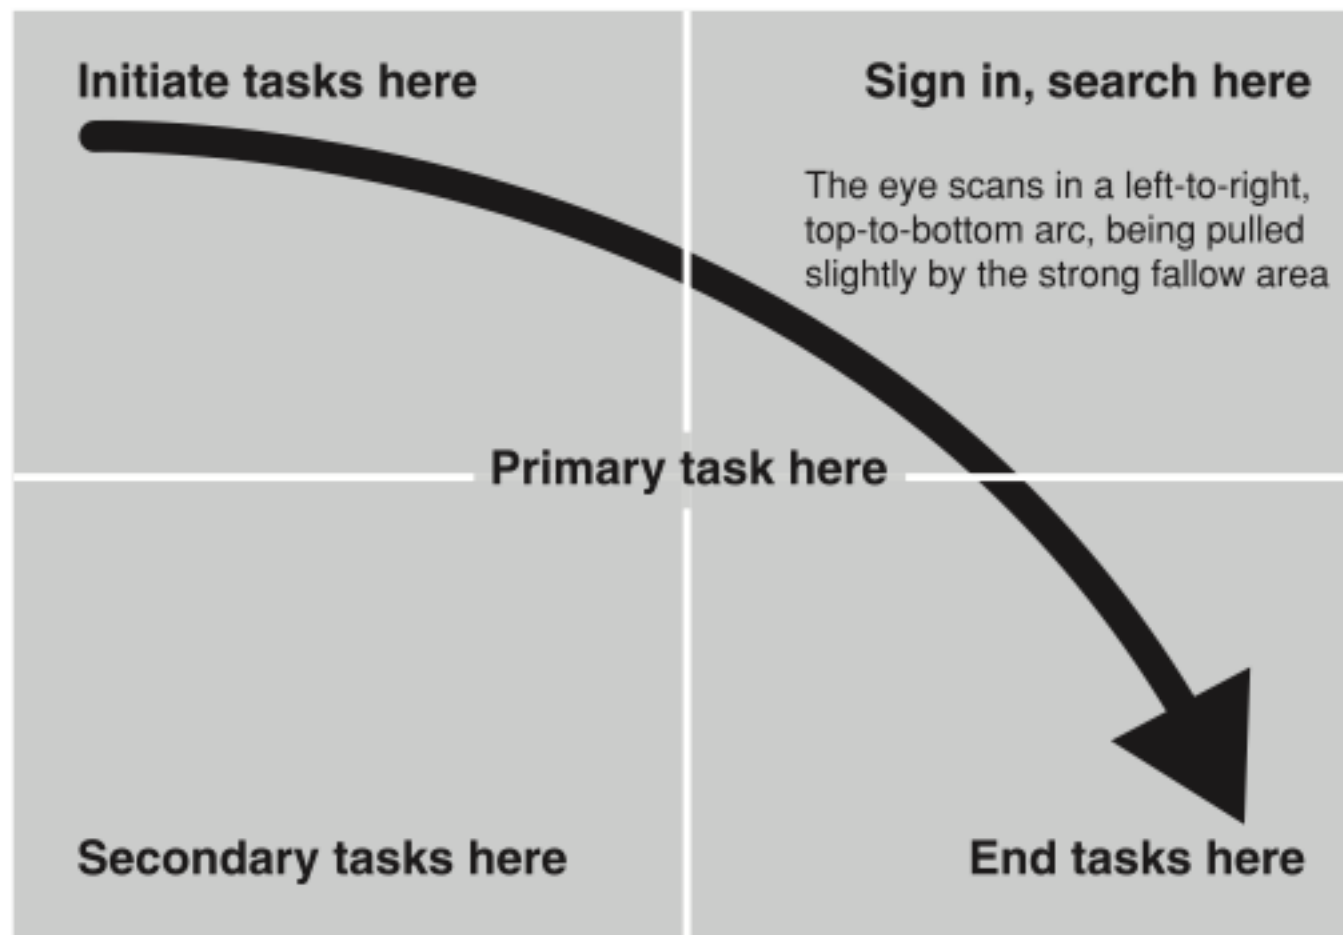 Initiate tasks here
Sign in, search here
The eye scans in a left-to-right,
top-to-bottom arc, being pulled
slightly by the strong fallow area
Primary task here
Secondary tasks here
End tasks here